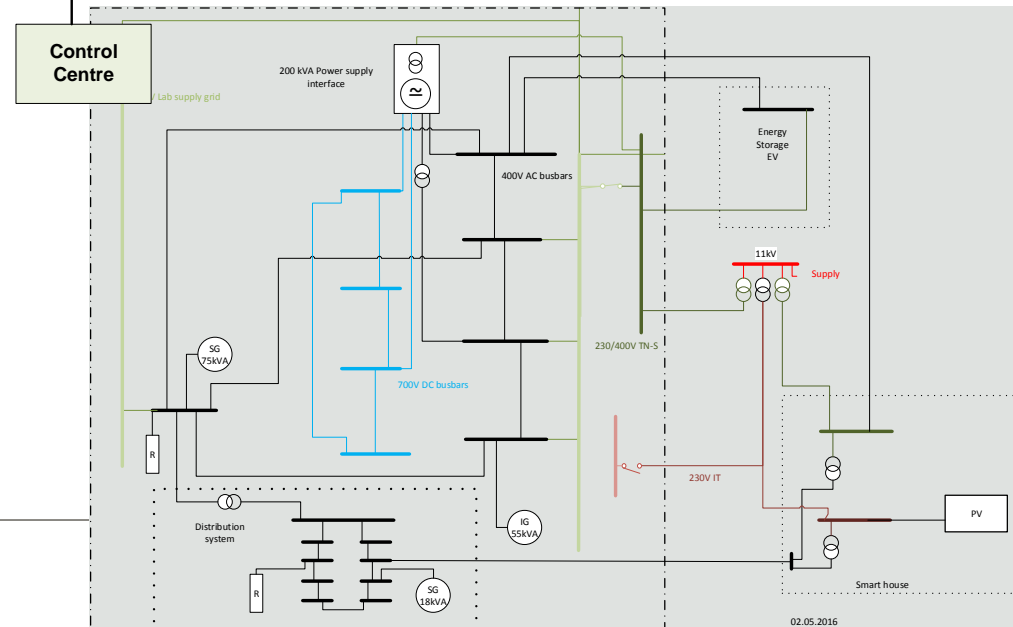 Control
Centre
200 kVA Power supply
interface
V Lab supply grid
400V AC busbars
Energy
Storage
EV
11kV
Supply
230/400V TN-S
SG
75kVA
700V DC busbars
R
230V IT
PV
Distribution
system
IG
55kVA
R
SG
18kVA
Smart house
02.05.2016